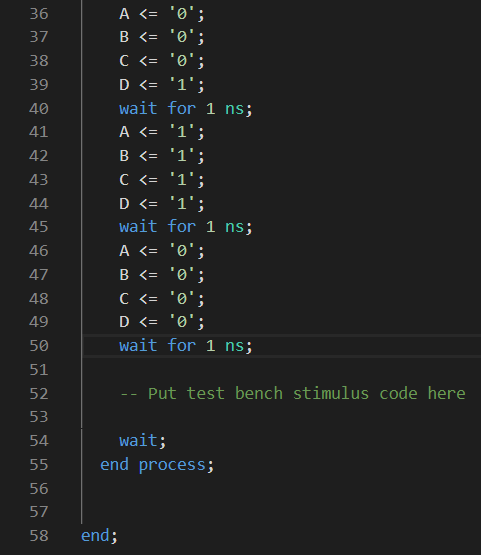 36 A <= '0';
37 B <= '0';
38 C <= '0';
39 D <= '1';
40 wait for 1 ns;
41 A <= '1';
42 B <= '1';
43 C <= '1';
44 D <= '1';
45 wait for 1 ns;
46 A <= '0';
47 B <= '0';
48 C <= '0';
49 D <= '0';
50 wait for 1 ns;
51
52 -- Put test bench stimulus code here
53
54 wait;
55 end process;
56
57
58 end;